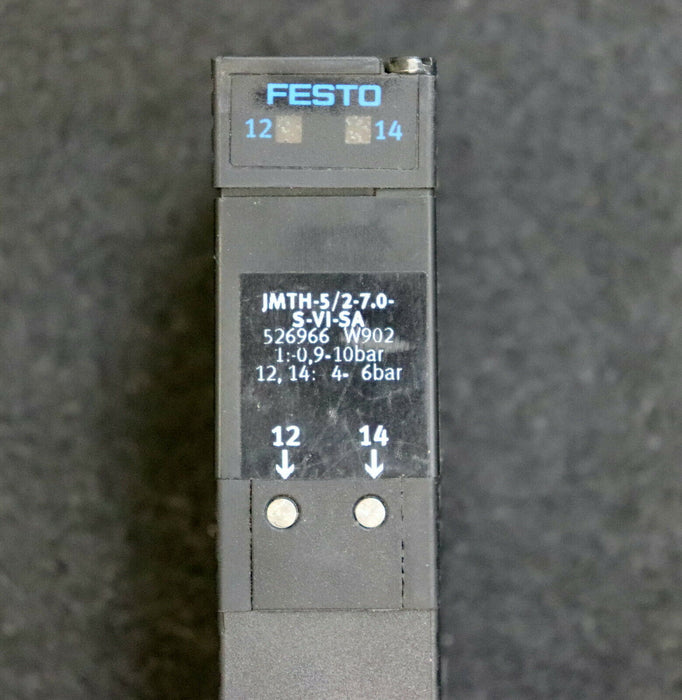 FESTO
12 14
JMTH-5/2-7.0-
S-VI-SA
526966 W902
1:-0,9-10bar
12, 14: 4- 6bar
12 14